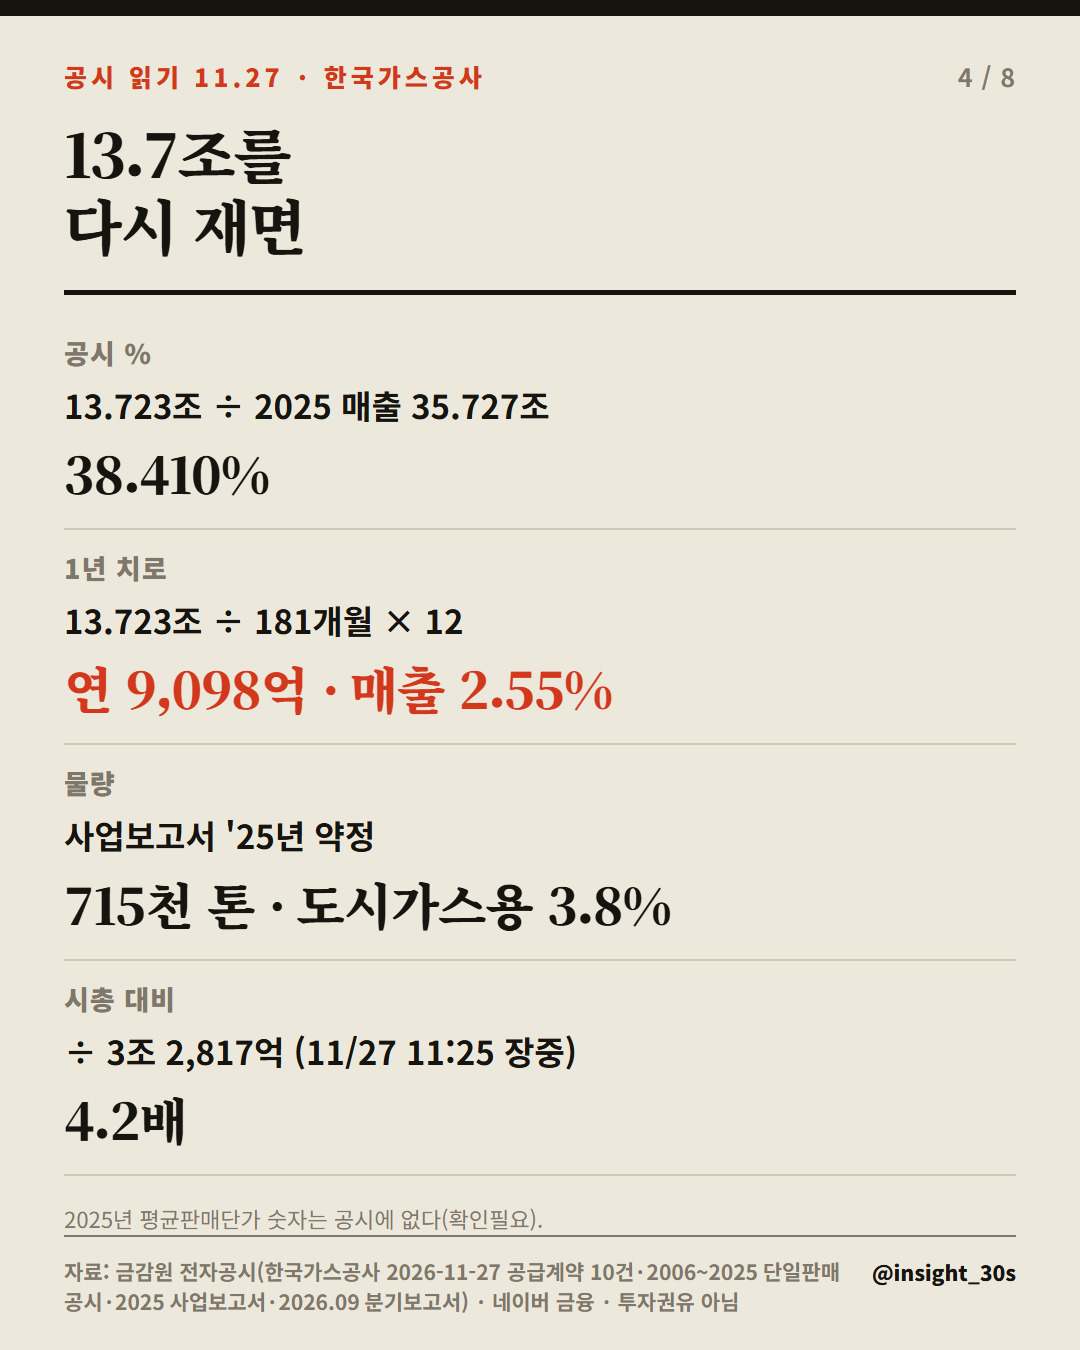 공시 읽기 11.27 · 한국가스공사
4 / 8
13.7조를
다시 재면
공시 %
13.723조 ÷ 2025 매출 35.727조
38.410%
1년 치로
13.723조 ÷ 181개월 × 12
연 9,098억 · 매출 2.55%
물량
사업보고서 '25년 약정
715천 톤 · 도시가스용 3.8%
시총 대비
÷ 3조 2,817억 (11/27 11:25 장중)
4.2배
2025년 평균판매단가 숫자는 공시에 없다(확인필요).
자료: 금감원 전자공시(한국가스공사 2026-11-27 공급계약 10건·2006~2025 단일판매
공시·2025 사업보고서·2026.09 분기보고서) · 네이버 금융 · 투자권유 아님
@insight_30s